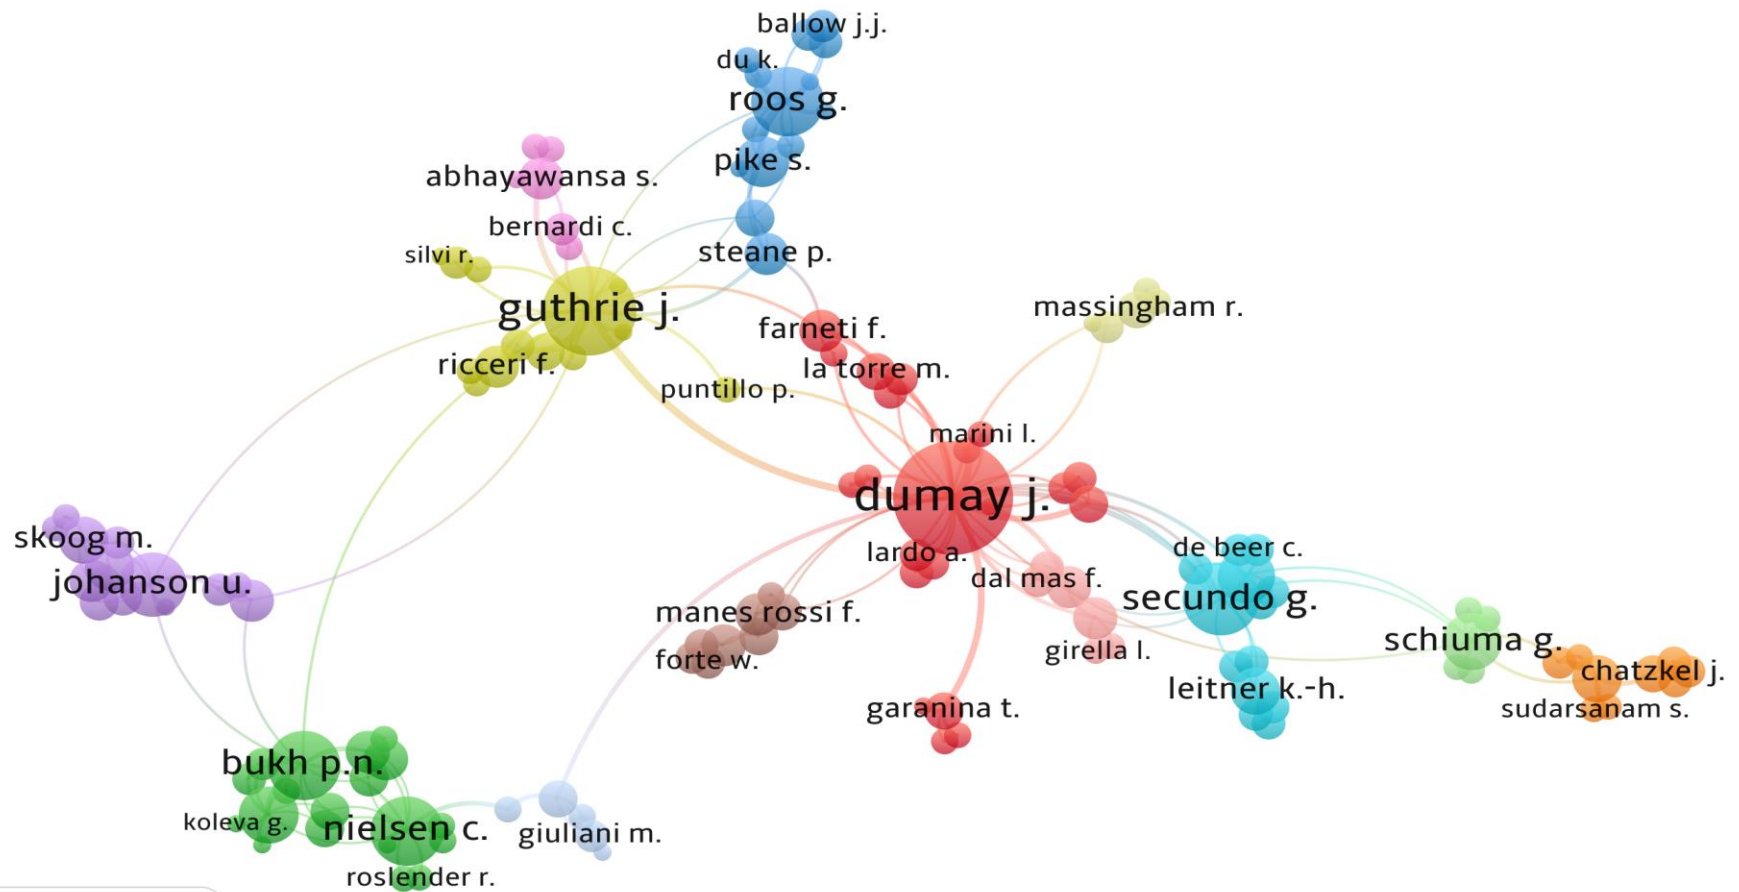 ballow j.j.
du k.
roos g.
pike s.
abhayawansa s.
bernardi c.
silvi r.
steane p.
guthrie j.
massingham r.
farneti f.
la torre m.
ricceri f.
puntillo p.
marini l.
dumay j.
skoog m.
johanson u.
lardo a.
de beer c.
dal mas f.
secundo g.
manes rossi f.
forte w.
girella l.
schiuma g.
chatzkel j.
sudarsanam s.
leitner k.-h.
garanina t.
bukh p.n.
koleva g.
nielsen c.
giuliani m.
roslender r.